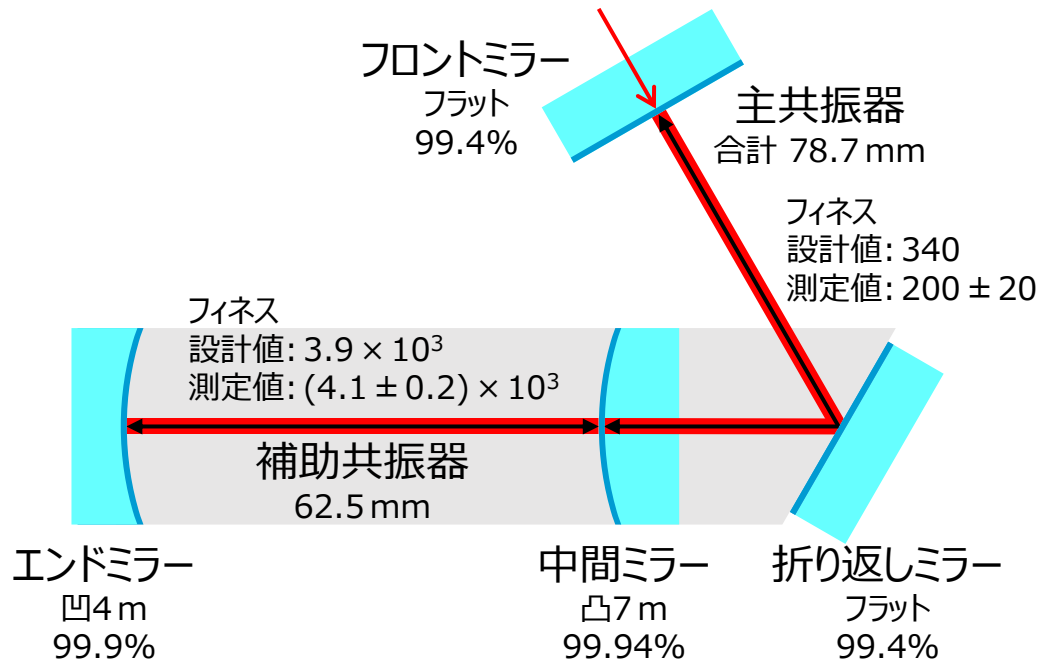 フロントミラー
フラット
99.4%
主共振器
合計 78.7 mm
フィネス
設計値: 340
測定値: 200 ± 20
フィネス
設計値: 3.9 × 10³
測定値: (4.1 ± 0.2) × 10³
補助共振器
62.5 mm
エンドミラー
凹4 m
99.9%
中間ミラー
凸7 m
99.94%
折り返しミラー
フラット
99.4%